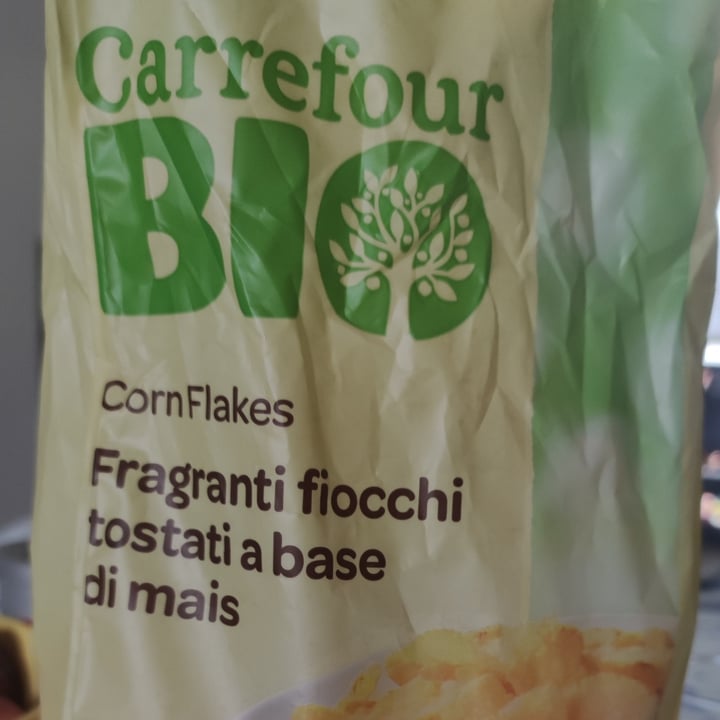 Carrefour
BIO
CornFlakes
Fragranti fiocchi
tostati a base
di mais